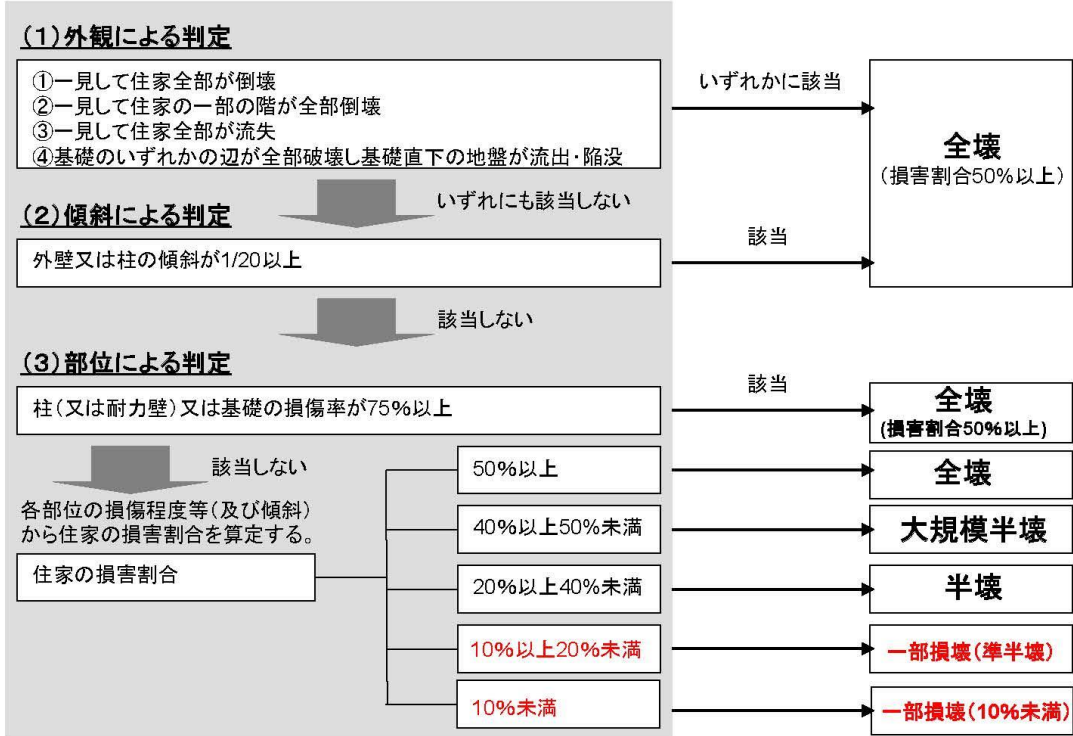 (1)外観による判定
①一見して住家全部が倒壊
②一見して住家の一部の階が全部倒壊
③一見して住家全部が流失
④基礎のいずれかの辺が全部破壊し基礎直下の地盤が流出・陥没
いずれかに該当
全壊
(損害割合50%以上)
いずれにも該当しない
(2)傾斜による判定
外壁又は柱の傾斜が1/20以上
該当
該当しない
(3)部位による判定
柱(又は耐力壁)又は基礎の損傷率が75%以上
該当
全壊
(損害割合50%以上)
該当しない
各部位の損傷程度等(及び傾斜)
から住家の損害割合を算定する。
住家の損害割合
50%以上
全壊
40%以上50%未満
大規模半壊
20%以上40%未満
半壊
10%以上20%未満
一部損壊(準半壊)
10%未満
一部損壊(10%未満)